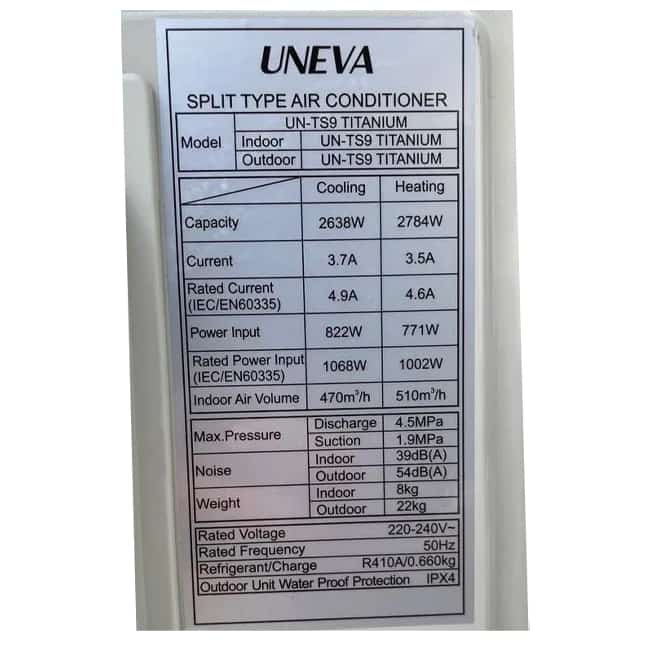 UNEVA
SPLIT TYPE AIR CONDITIONER
Model UN-TS9 TITANIUM
Indoor UN-TS9 TITANIUM
Outdoor UN-TS9 TITANIUM
Cooling Heating
Capacity 2638W 2784W
Current 3.7A 3.5A
Rated Current (IEC/EN60335) 4.9A 4.6A
Power Input 822W 771W
Rated Power Input (IEC/EN60335) 1068W 1002W
Indoor Air Volume 470m³/h 510m³/h
Max.Pressure Discharge 4.5MPa
Suction 1.9MPa
Noise Indoor 39dB(A)
Outdoor 54dB(A)
Weight Indoor 8kg
Outdoor 22kg
Rated Voltage 220-240V~
Rated Frequency 50Hz
Refrigerant/Charge R410A/0.660kg
Outdoor Unit Water Proof Protection IPX4